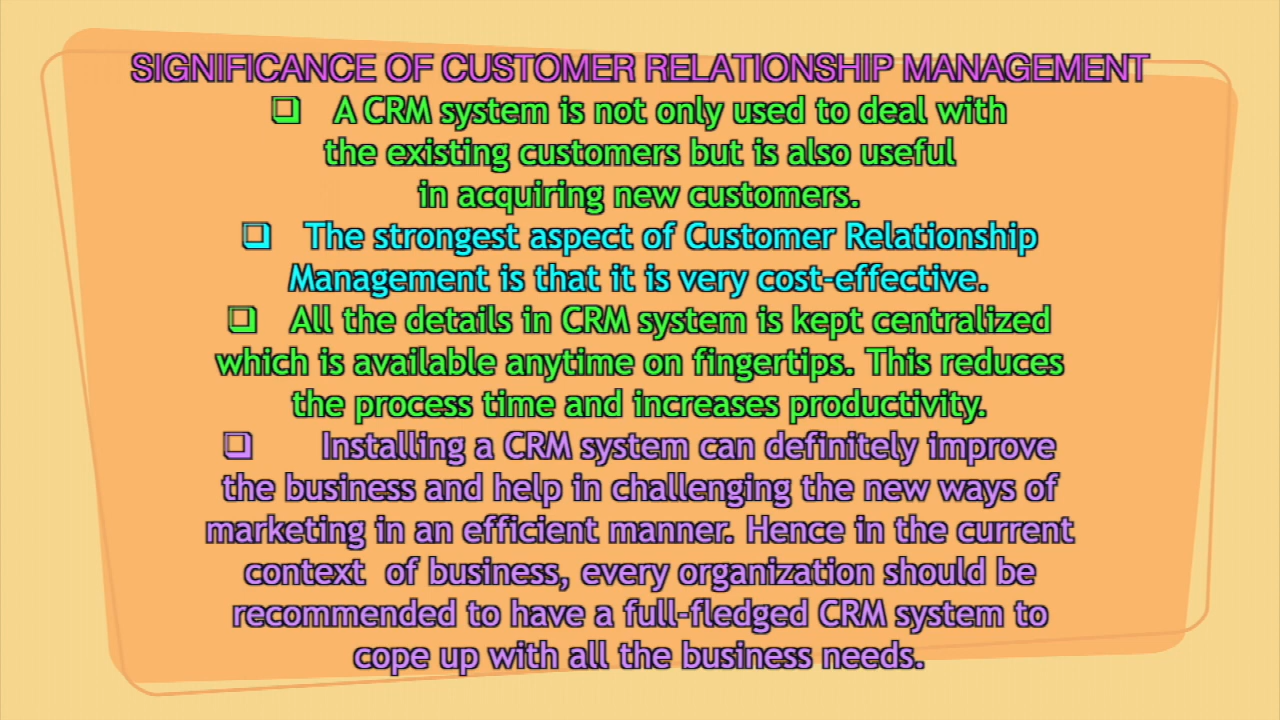 SIGNIFICANCE OF CUSTOMER RELATIONSHIP MANAGEMENT
❑ A CRM system is not only used to deal with
the existing customers but is also useful
in acquiring new customers.
❑ The strongest aspect of Customer Relationship
Management is that it is very cost-effective.
❑ All the details in CRM system is kept centralized
which is available anytime on fingertips. This reduces
the process time and increases productivity.
❑ Installing a CRM system can definitely improve
the business and help in challenging the new ways of
marketing in an efficient manner. Hence in the current
context of business, every organization should be
recommended to have a full-fledged CRM system to
cope up with all the business needs.